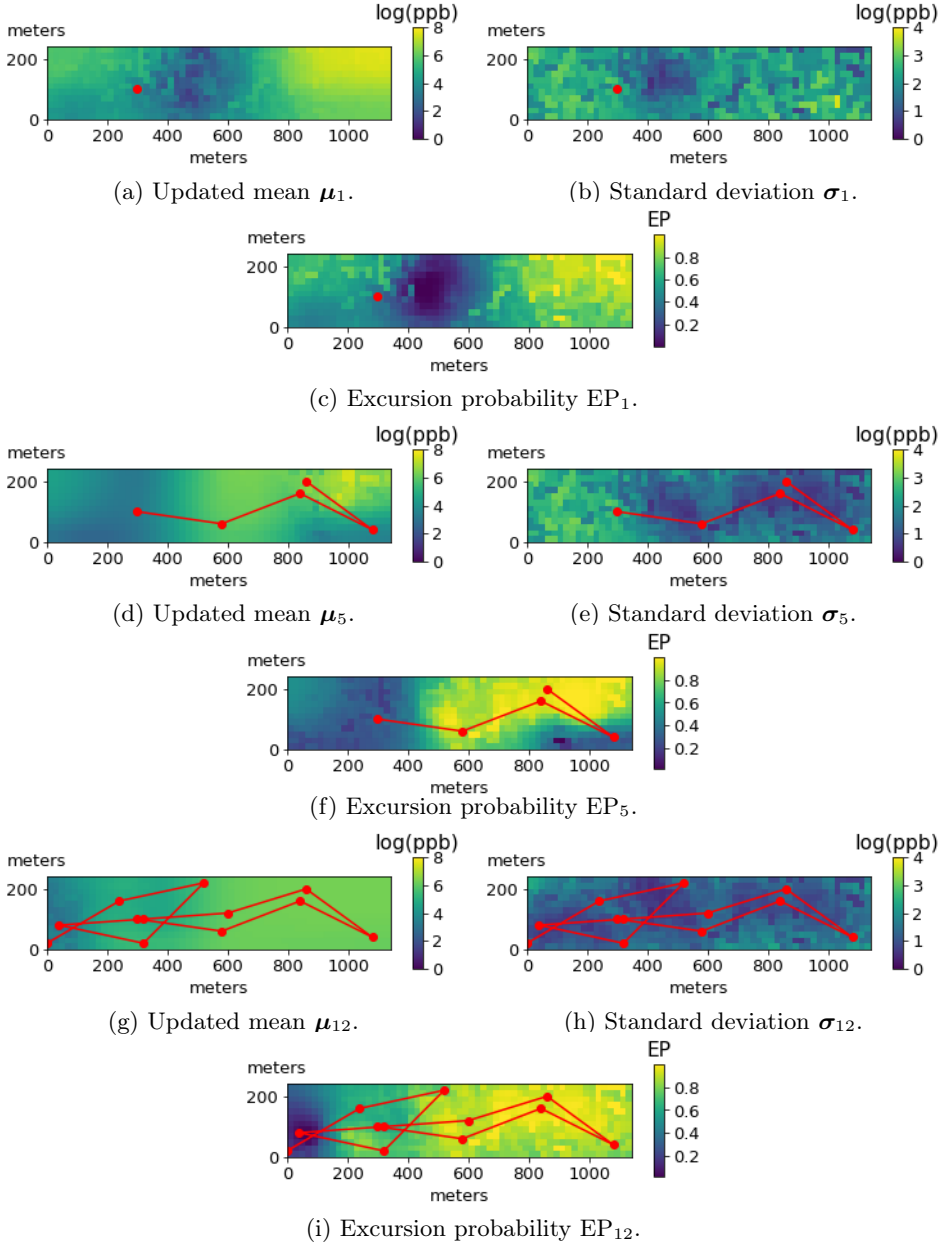 log(ppb)
meters
200
0
0 200 400 600 800 1000
meters
8
6
4
2
0
(a) Updated mean μ1.
log(ppb)
meters
200
0
0 200 400 600 800 1000
meters
4
3
2
1
0
(b) Standard deviation σ1.
EP
meters
200
0
0 200 400 600 800 1000
meters
0.8
0.6
0.4
0.2
(c) Excursion probability EP1.
log(ppb)
meters
200
0
0 200 400 600 800 1000
meters
8
6
4
2
0
(d) Updated mean μ5.
log(ppb)
meters
200
0
0 200 400 600 800 1000
meters
4
3
2
1
0
(e) Standard deviation σ5.
EP
meters
200
0
0 200 400 600 800 1000
meters
0.8
0.6
0.4
0.2
(f) Excursion probability EP5.
log(ppb)
meters
200
0
0 200 400 600 800 1000
meters
8
6
4
2
0
(g) Updated mean μ12.
log(ppb)
meters
200
0
0 200 400 600 800 1000
meters
4
3
2
1
0
(h) Standard deviation σ12.
EP
meters
200
0
0 200 400 600 800 1000
meters
0.8
0.6
0.4
0.2
(i) Excursion probability EP12.